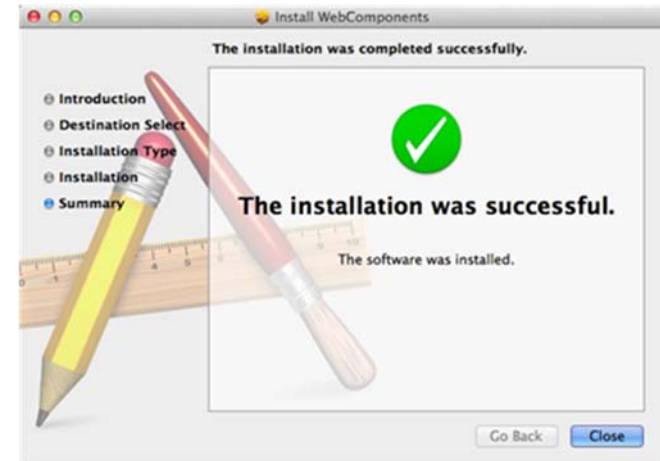 Install WebComponents
The installation was completed successfully.
Introduction
Destination Select
Installation Type
Installation
Summary
The installation was successful.
The software was installed.
Go Back
Close